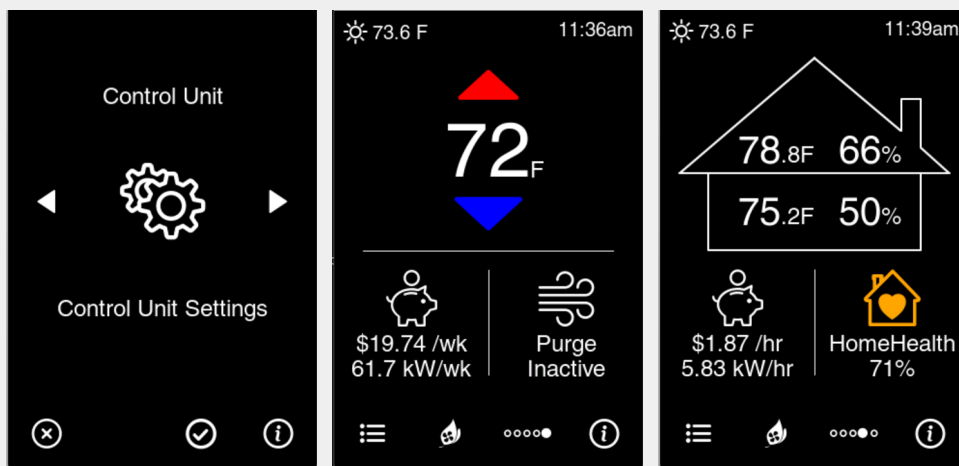 Control Unit
Control Unit Settings
73.6 F 11:36am
72F
$19.74 /wk
61.7 kW/wk
Purge
Inactive
73.6 F 11:39am
78.8F 66%
75.2F 50%
$1.87 /hr
5.83 kW/hr
HomeHealth
71%